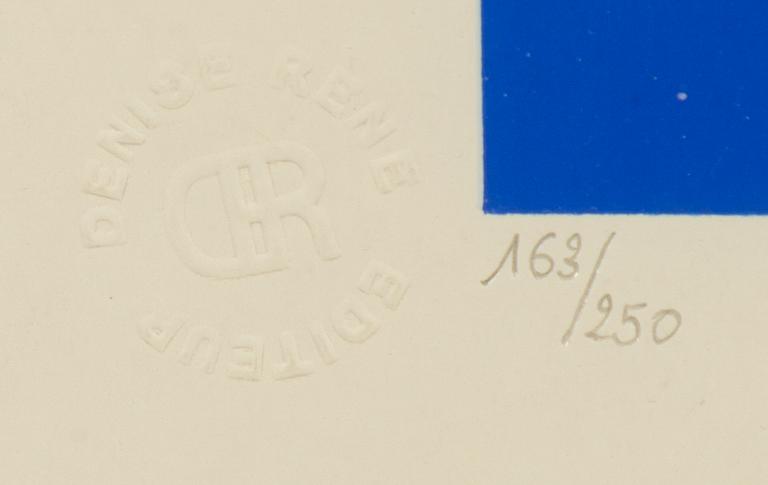 DENISE RENE
DR
EDITEUR
163/250